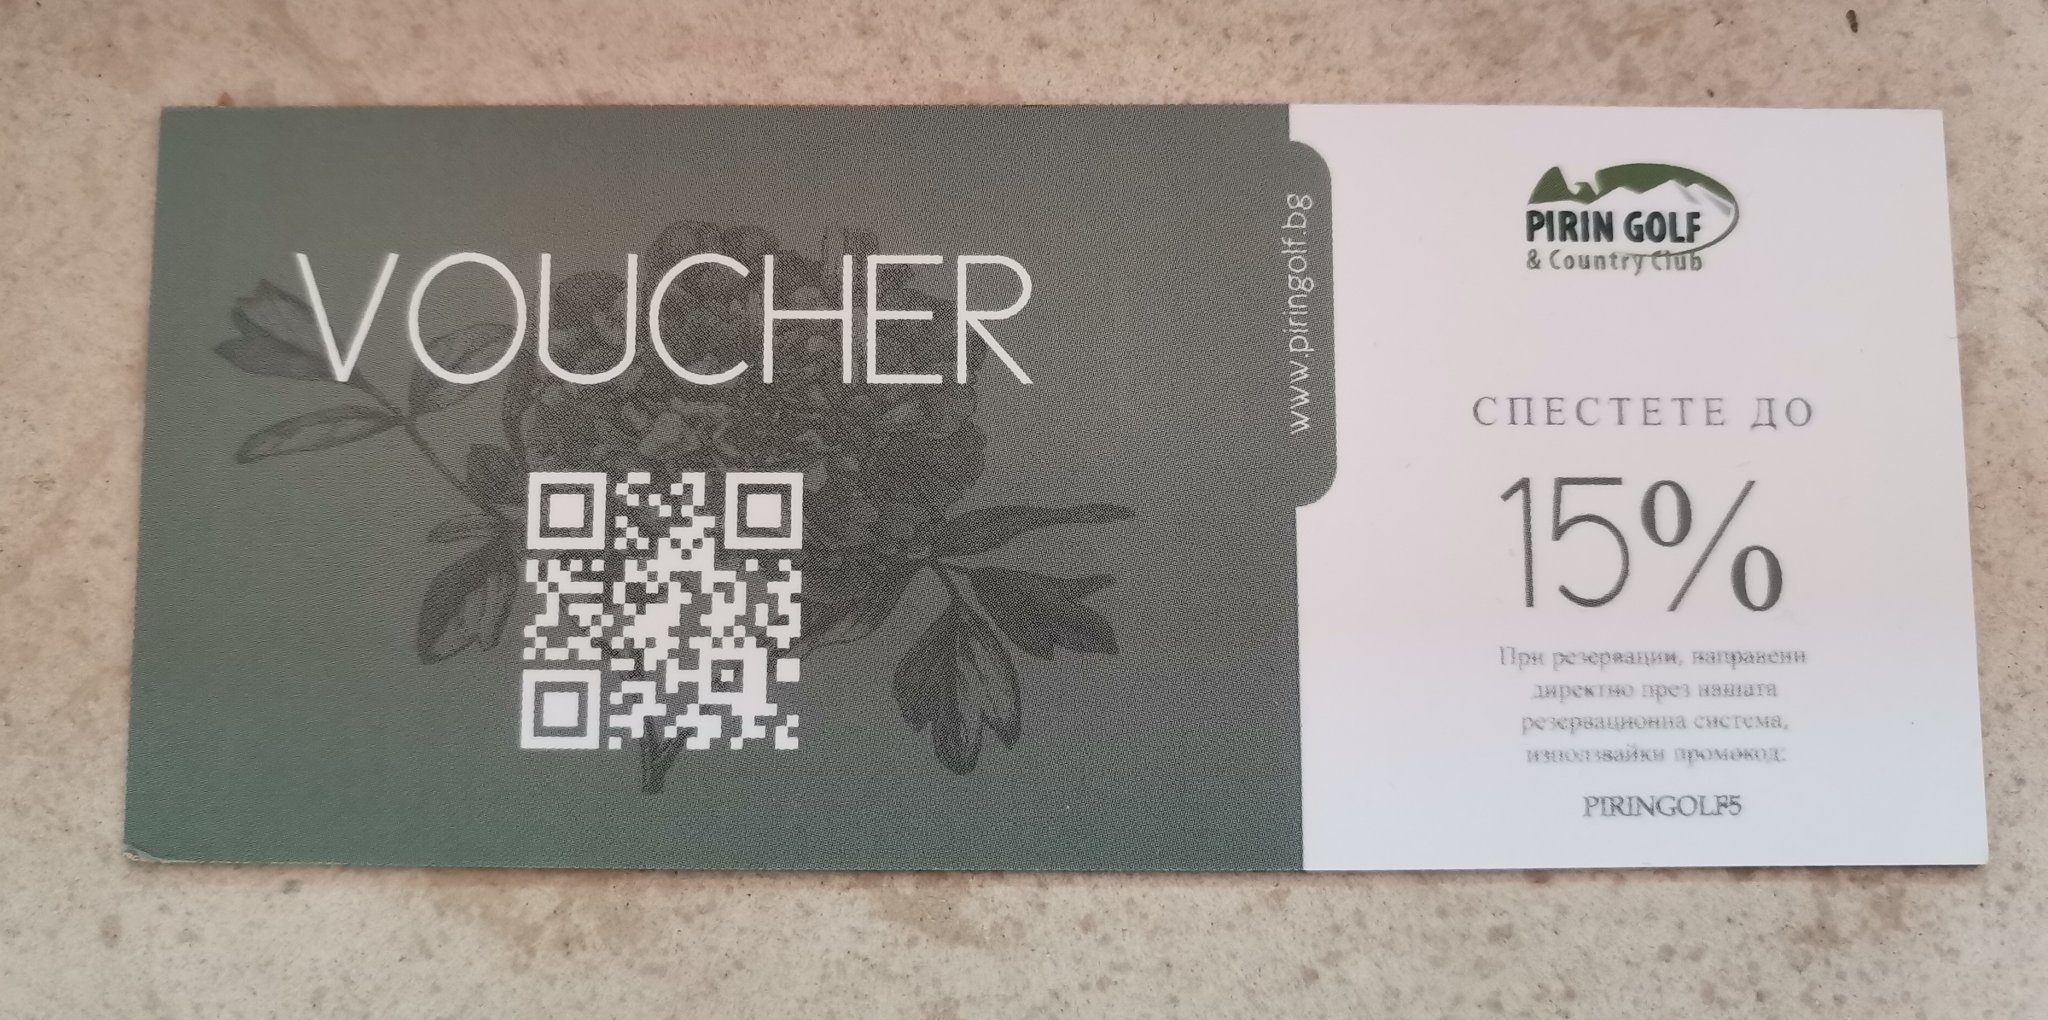 VOUCHER
www.piringolf.bg
PIRIN GOLF
& Country Club
СПЕСТЕТЕ ДО
15%
При резервации, направени
директно през нашата
резервационна система,
използвайки промокод:
PIRINGOLF5